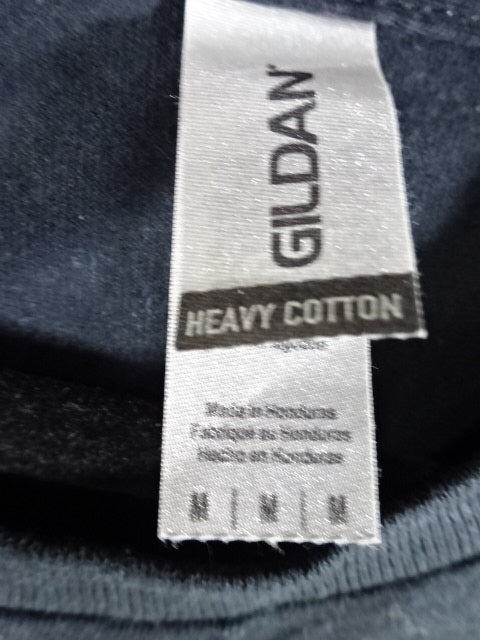 GILDAN
HEAVY COTTON
Made in Honduras
Fabriqué au Honduras
Hecho en Honduras
M | M | M